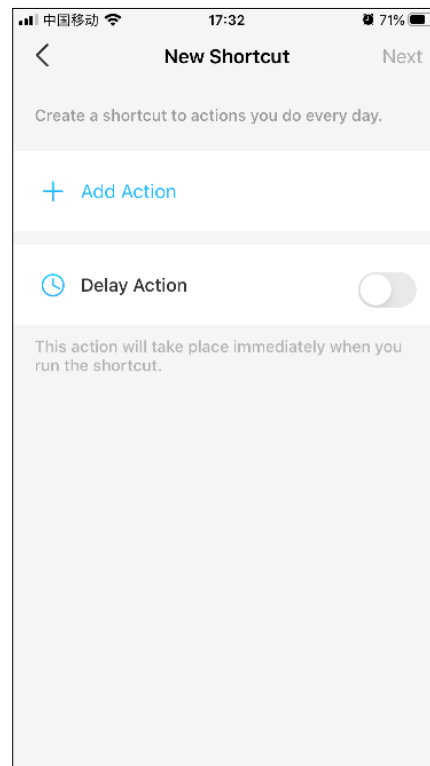 中国移动 17:32 71%
New Shortcut Next
Create a shortcut to actions you do every day.
Add Action
Delay Action
This action will take place immediately when you
run the shortcut.